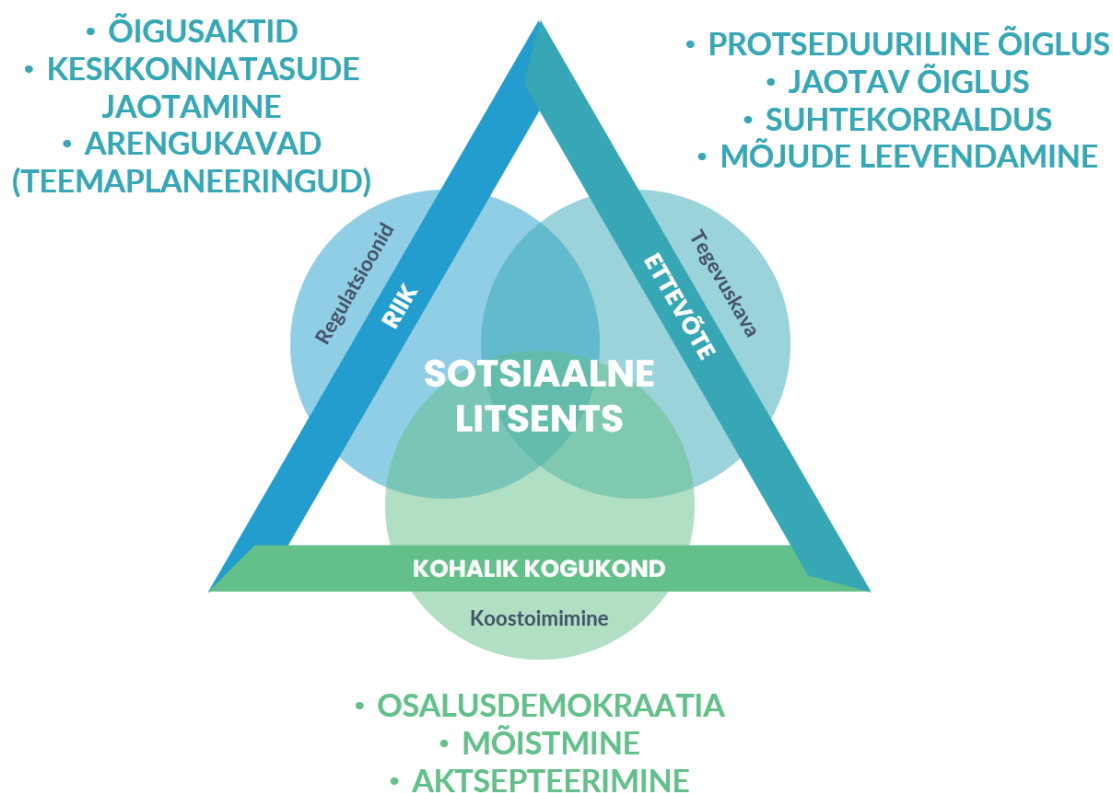 • ÕIGUSAKTID
• KESKKONNATASUDE
JAOTAMINE
• ARENGUKAVAD
(TEEMAPLANEERINGUD)
• PROTSEDUURILINE ÕIGLUS
• JAOTAV ÕIGLUS
• SUHTEKORRALDUS
• MÕJUDE LEEVENDAMINE
Regulatsioonid
RIIK
ETTEVÕTE
Tegevuskava
SOTSIAALNE
LITSENTS
KOHALIK KOGUKOND
Koostoimimine
• OSALUSDEMOKRAATIA
• MÕISTMINE
• AKTSEPTEERIMINE